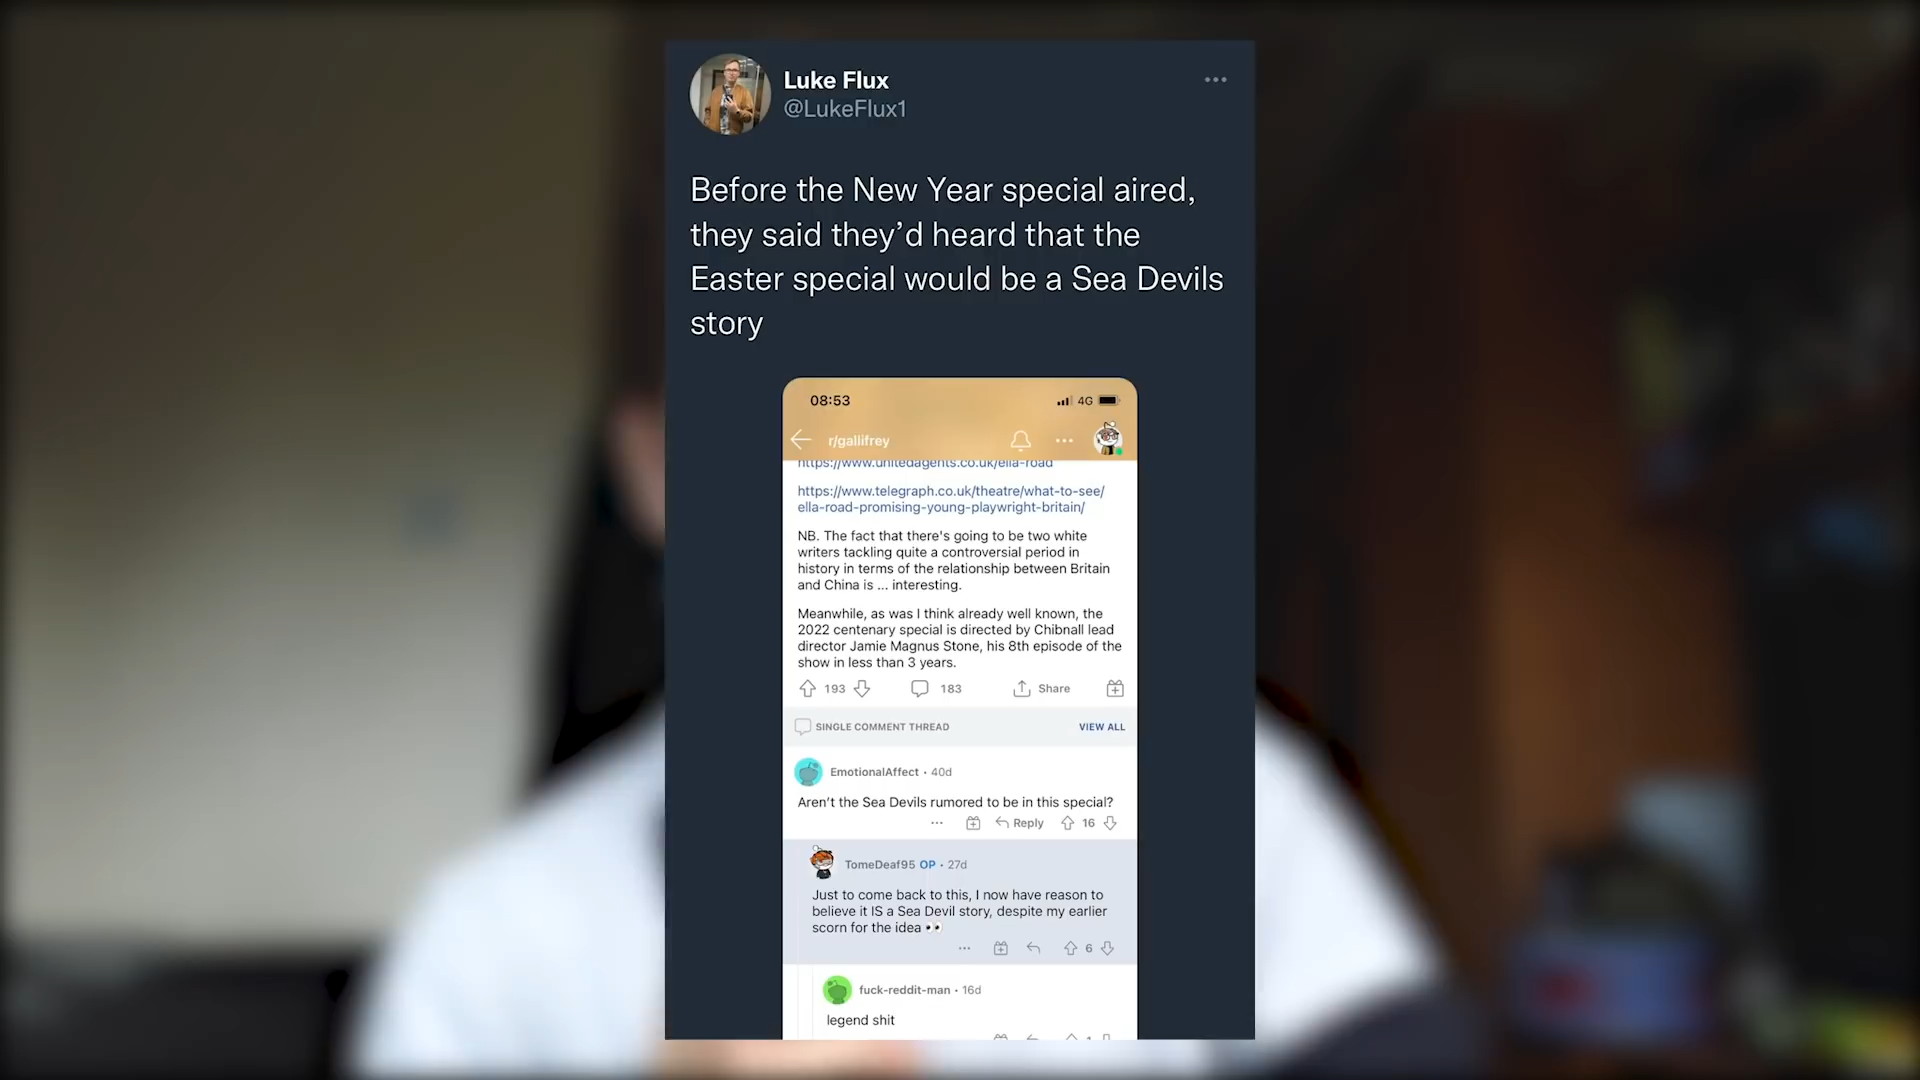 Luke Flux
@LukeFlux1
Before the New Year special aired,
they said they’d heard that the
Easter special would be a Sea Devils
story
08:53
4G
r/gallifrey
https://www.unitedagents.co.uk/ella-road
https://www.telegraph.co.uk/theatre/what-to-see/
ella-road-promising-young-playwright-britain/
NB. The fact that there's going to be two white
writers tackling quite a controversial period in
history in terms of the relationship between Britain
and China is ... interesting.
Meanwhile, as was I think already well known, the
2022 centenary special is directed by Chibnall lead
director Jamie Magnus Stone, his 8th episode of the
show in less than 3 years.
193 183 Share
SINGLE COMMENT THREAD VIEW ALL
EmotionalAffect • 40d
Aren’t the Sea Devils rumored to be in this special?
Reply 16
TomeDeaf95 OP • 27d
Just to come back to this, I now have reason to
believe it IS a Sea Devil story, despite my earlier
scorn for the idea 👀
6
fuck-reddit-man • 16d
legend shit